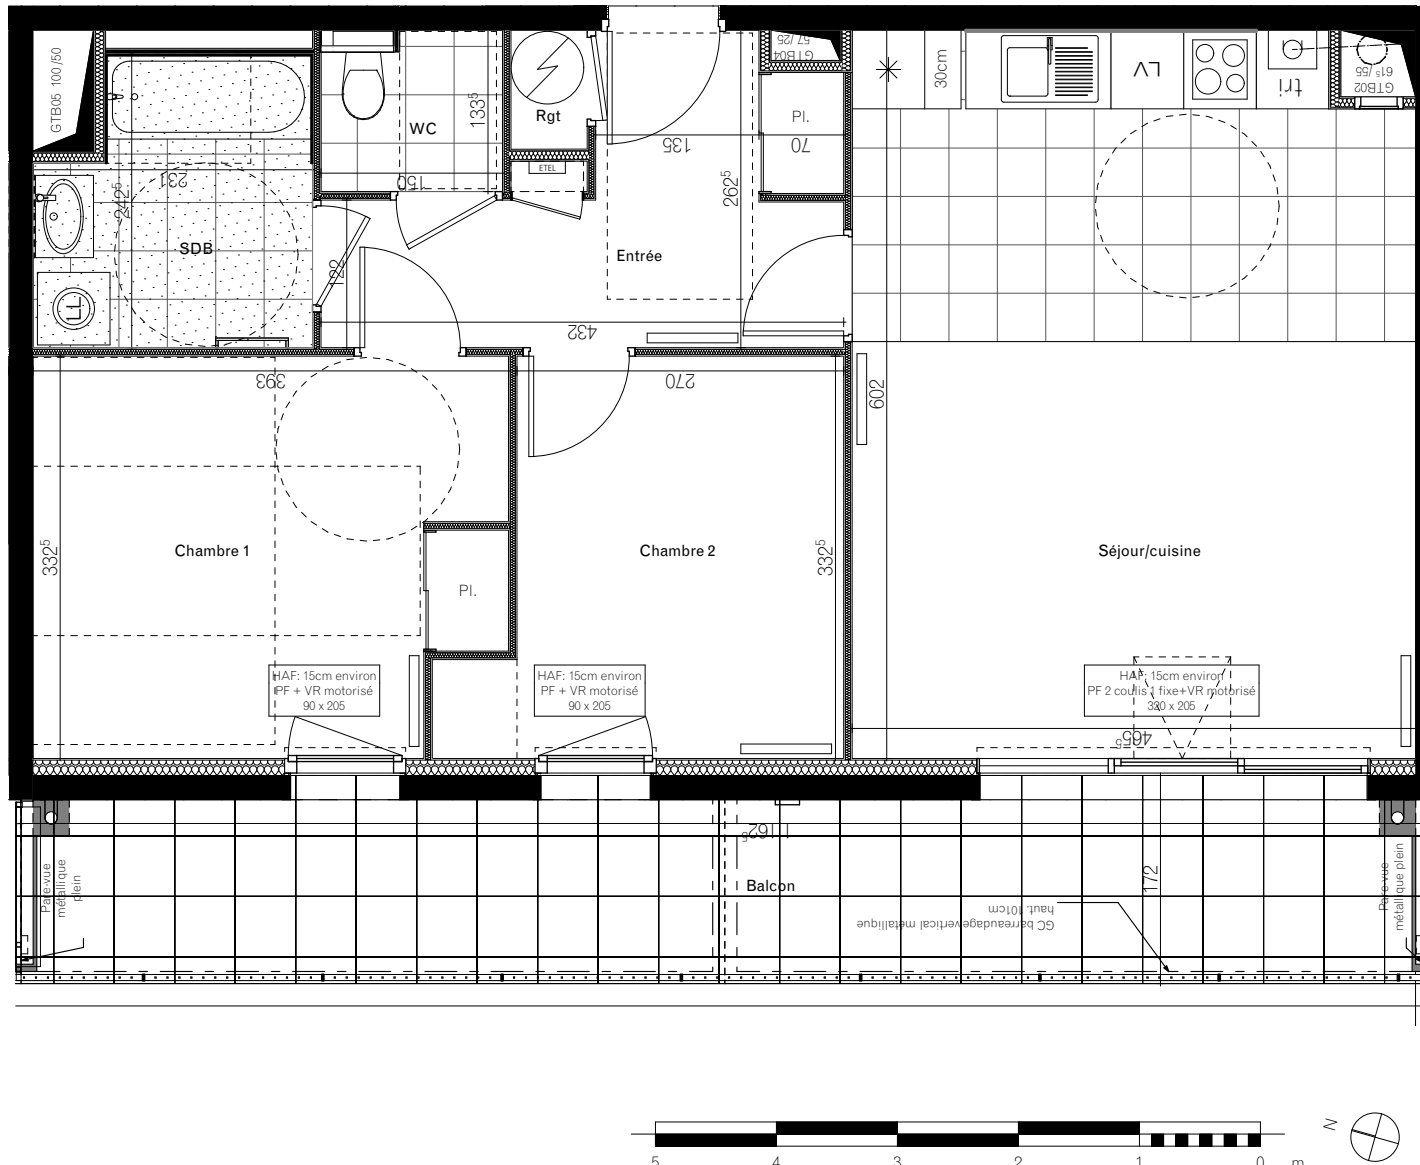 GTB05 100/50
WC
133⁵
150
Rgt
ETEL
135
GTB04
57/25
Pl.
70
262⁵
30cm
LV
tri
GTB02
61⁵/55
231
242⁵
SDB
LL
122
Entrée
432
393
270
602
332⁵
Chambre 1
Pl.
Chambre 2
332⁵
Séjour/cuisine
HAF: 15cm environ
PF + VR motorisé
90 x 205
HAF: 15cm environ
PF + VR motorisé
90 x 205
HAF: 15cm environ
PF 2 coulis 1 fixe+VR motorisé
320 x 205
465⁵
1 162⁵
Pare-vue
métallique
plein
Balcon
172
GC barreaudage vertical métallique
haut. 101cm
Pare-vue
métallique plein
5 4 3 2 1 0 m
N